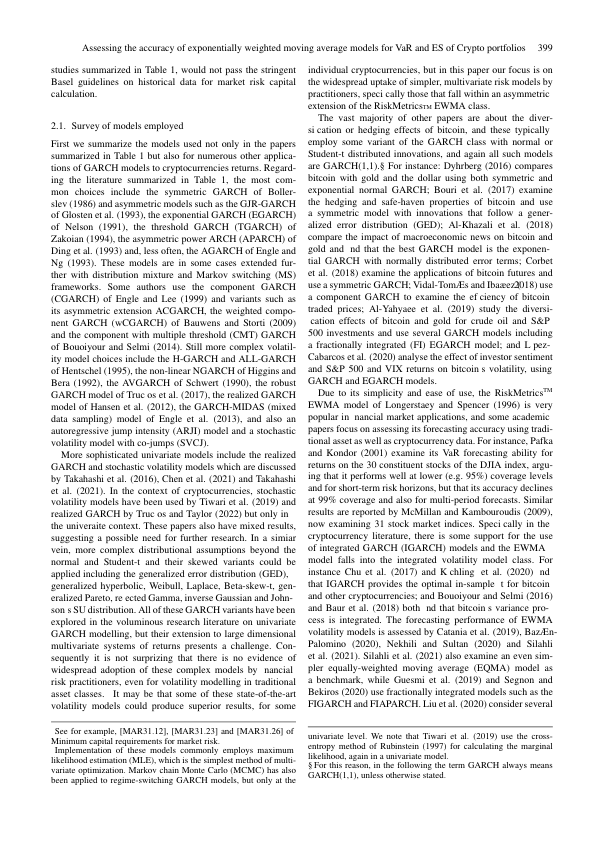 Assessing the accuracy of exponentially weighted moving average models for VaR and ES of Crypto portfolios 399
studies summarized in Table 1, would not pass the stringent
Basel guidelines on historical data for market risk capital
calculation.
2.1. Survey of models employed
First we summarize the models used not only in the papers
summarized in Table 1 but also for numerous other applica-
tions of GARCH models to cryptocurrencies returns. Regard-
ing the literature summarized in Table 1, the most com-
mon choices include the symmetric GARCH of Boller-
slev (1986) and asymmetric models such as the GJR-GARCH
of Glosten et al. (1993), the exponential GARCH (EGARCH)
of Nelson (1991), the threshold GARCH (TGARCH) of
Zakoian (1994), the asymmetric power ARCH (APARCH) of
Ding et al. (1993) and, less often, the AGARCH of Engle and
Ng (1993). These models are in some cases extended fur-
ther with distribution mixture and Markov switching (MS)
frameworks. Some authors use the component GARCH
(CGARCH) of Engle and Lee (1999) and variants such as
its asymmetric extension ACGARCH, the weighted compo-
nent GARCH (wCGARCH) of Bauwens and Storti (2009)
and the component with multiple threshold (CMT) GARCH
of Bouoiyour and Selmi (2014). Still more complex volatil-
ity model choices include the H-GARCH and ALL-GARCH
of Hentschel (1995), the non-linear NGARCH of Higgins and
Bera (1992), the AVGARCH of Schwert (1990), the robust
GARCH model of Truc os et al. (2017), the realized GARCH
model of Hansen et al. (2012), the GARCH-MIDAS (mixed
data sampling) model of Engle et al. (2013), and also an
autoregressive jump intensity (ARJI) model and a stochastic
volatility model with co-jumps (SVCJ).
More sophisticated univariate models include the realized
GARCH and stochastic volatility models which are discussed
by Takahashi et al. (2016), Chen et al. (2021) and Takahashi
et al. (2021). In the context of cryptocurrencies, stochastic
volatility models have been used by Tiwari et al. (2019) and
realized GARCH by Truc os and Taylor (2022) but only in
the univeraite context. These papers also have mixed results,
suggesting a possible need for further research. In a simiar
vein, more complex distributional assumptions beyond the
normal and Student-t and their skewed variants could be
applied including the generalized error distribution (GED),
generalized hyperbolic, Weibull, Laplace, Beta-skew-t, gen-
eralized Pareto, re ected Gamma, inverse Gaussian and John-
son s SU distribution. All of these GARCH variants have been
explored in the voluminous research literature on univariate
GARCH modelling, but their extension to large dimensional
multivariate systems of returns presents a challenge. Con-
sequently it is not surprizing that there is no evidence of
widespread adoption of these complex models by nancial
risk practitioners, even for volatility modelling in traditional
asset classes. It may be that some of these state-of-the-art
volatility models could produce superior results, for some
See for example, [MAR31.12], [MAR31.23] and [MAR31.26] of
Minimum capital requirements for market risk.
Implementation of these models commonly employs maximum
likelihood estimation (MLE), which is the simplest method of multi-
variate optimization. Markov chain Monte Carlo (MCMC) has also
been applied to regime-switching GARCH models, but only at the
individual cryptocurrencies, but in this paper our focus is on
the widespread uptake of simpler, multivariate risk models by
practitioners, speci cally those that fall within an asymmetric
extension of the RiskMetrics™ EWMA class.
The vast majority of other papers are about the diver-
si cation or hedging effects of bitcoin, and these typically
employ some variant of the GARCH class with normal or
Student-t distributed innovations, and again all such models
are GARCH(1,1).§ For instance: Dyhrberg (2016) compares
bitcoin with gold and the dollar using both symmetric and
exponential normal GARCH; Bouri et al. (2017) examine
the hedging and safe-haven properties of bitcoin and use
a symmetric model with innovations that follow a gener-
alized error distribution (GED); Al-Khazali et al. (2018)
compare the impact of macroeconomic news on bitcoin and
gold and nd that the best GARCH model is the exponen-
tial GARCH with normally distributed error terms; Corbet
et al. (2018) examine the applications of bitcoin futures and
use a symmetric GARCH; Vidal-TomÆs and Ibaæez (2018) use
a component GARCH to examine the ef ciency of bitcoin
traded prices; Al-Yahyaee et al. (2019) study the diversi-
cation effects of bitcoin and gold for crude oil and S&P
500 investments and use several GARCH models including
a fractionally integrated (FI) EGARCH model; and L pez-
Cabarcos et al. (2020) analyse the effect of investor sentiment
and S&P 500 and VIX returns on bitcoin s volatility, using
GARCH and EGARCH models.
Due to its simplicity and ease of use, the RiskMetrics™
EWMA model of Longerstaey and Spencer (1996) is very
popular in nancial market applications, and some academic
papers focus on assessing its forecasting accuracy using tradi-
tional asset as well as cryptocurrency data. For instance, Pafka
and Kondor (2001) examine its VaR forecasting ability for
returns on the 30 constituent stocks of the DJIA index, argu-
ing that it performs well at lower (e.g. 95%) coverage levels
and for short-term risk horizons, but that its accuracy declines
at 99% coverage and also for multi-period forecasts. Similar
results are reported by McMillan and Kambouroudis (2009),
now examining 31 stock market indices. Speci cally in the
cryptocurrency literature, there is some support for the use
of integrated GARCH (IGARCH) models and the EWMA
model falls into the integrated volatility model class. For
instance Chu et al. (2017) and K chling et al. (2020) nd
that IGARCH provides the optimal in-sample t for bitcoin
and other cryptocurrencies; and Bouoiyour and Selmi (2016)
and Baur et al. (2018) both nd that bitcoin s variance pro-
cess is integrated. The forecasting performance of EWMA
volatility models is assessed by Catania et al. (2019), BazÆn-
Palomino (2020), Nekhili and Sultan (2020) and Silahli
et al. (2021). Silahli et al. (2021) also examine an even sim-
pler equally-weighted moving average (EQMA) model as
a benchmark, while Guesmi et al. (2019) and Segnon and
Bekiros (2020) use fractionally integrated models such as the
FIGARCH and FIAPARCH. Liu et al. (2020) consider several
univariate level. We note that Tiwari et al. (2019) use the cross-
entropy method of Rubinstein (1997) for calculating the marginal
likelihood, again in a univariate model.
§ For this reason, in the following the term GARCH always means
GARCH(1,1), unless otherwise stated.